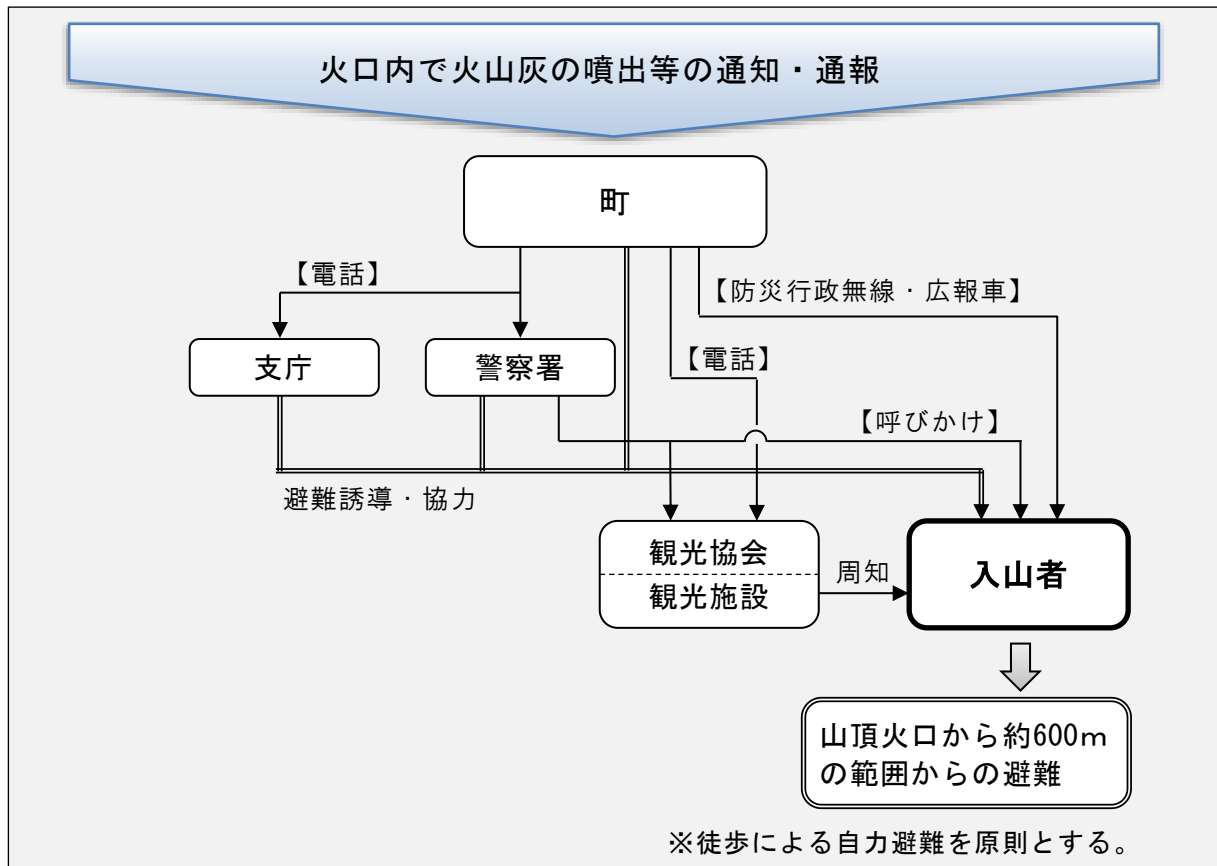 火口内で火山灰の噴出等の通知・通報
町
【電話】
【防災行政無線・広報車】
支庁
警察署
【電話】
【呼びかけ】
避難誘導・協力
観光協会
観光施設
周知
入山者
山頂火口から約600ｍ
の範囲からの避難
※徒歩による自力避難を原則とする。